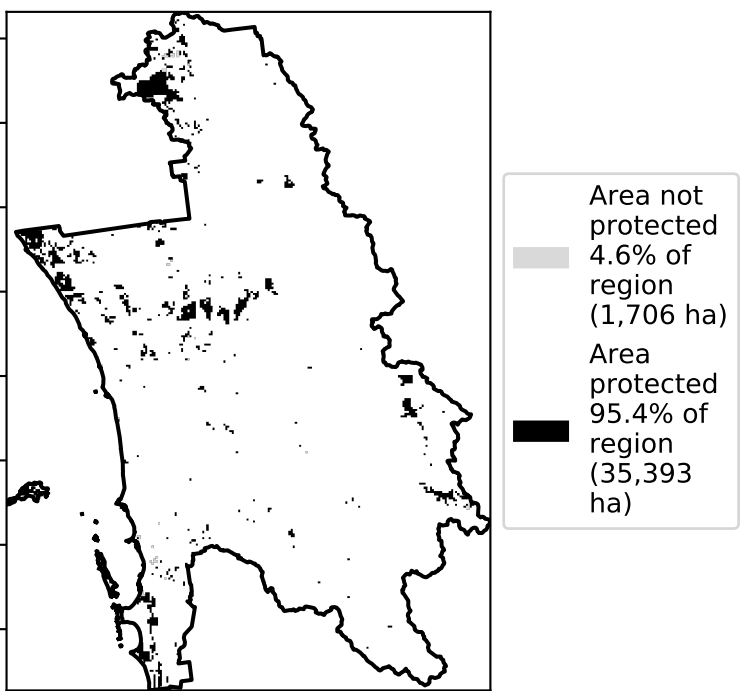 Area not
protected
4.6% of
region
(1,706 ha)
Area
protected
95.4% of
region
(35,393
ha)